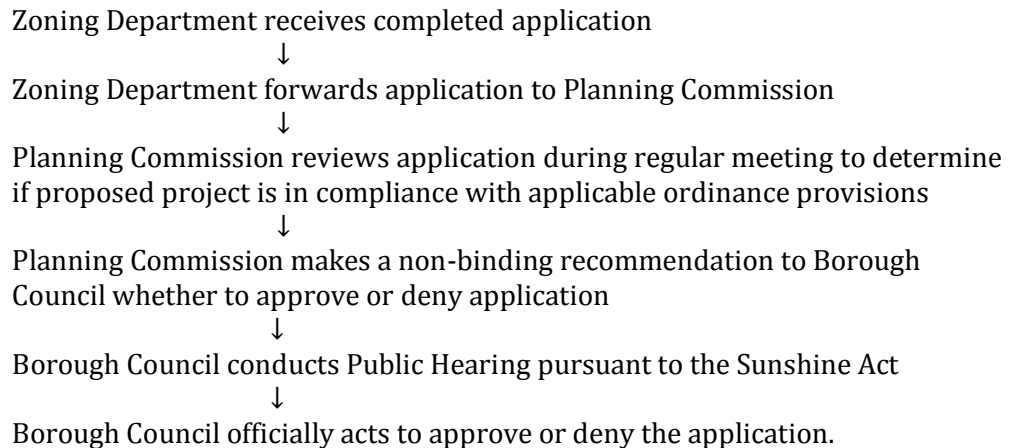 Zoning Department receives completed application
↓
Zoning Department forwards application to Planning Commission
↓
Planning Commission reviews application during regular meeting to determine
if proposed project is in compliance with applicable ordinance provisions
↓
Planning Commission makes a non-binding recommendation to Borough
Council whether to approve or deny application
↓
Borough Council conducts Public Hearing pursuant to the Sunshine Act
↓
Borough Council officially acts to approve or deny the application.